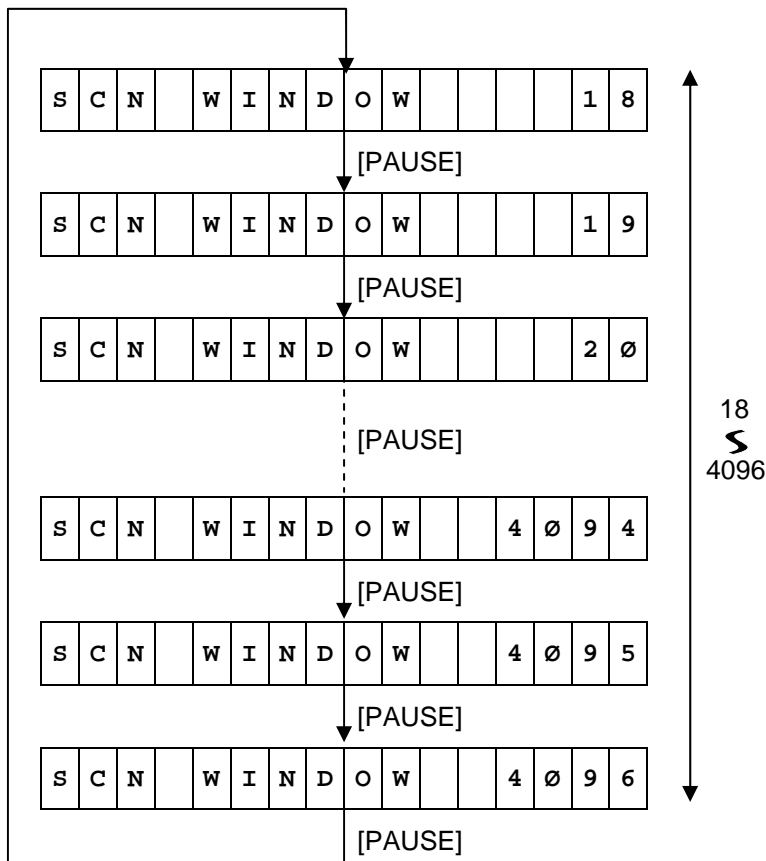 SCN WINDOW 18
[PAUSE]
SCN WINDOW 19
[PAUSE]
SCN WINDOW 2Ø
[PAUSE]
18
ᔕ
4096
SCN WINDOW 4Ø94
[PAUSE]
SCN WINDOW 4Ø95
[PAUSE]
SCN WINDOW 4Ø96
[PAUSE]